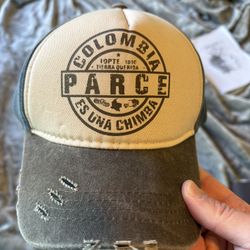 COLOMBIA
TIERRA QUERIDA
PARCE
ES UNA CHIMBA